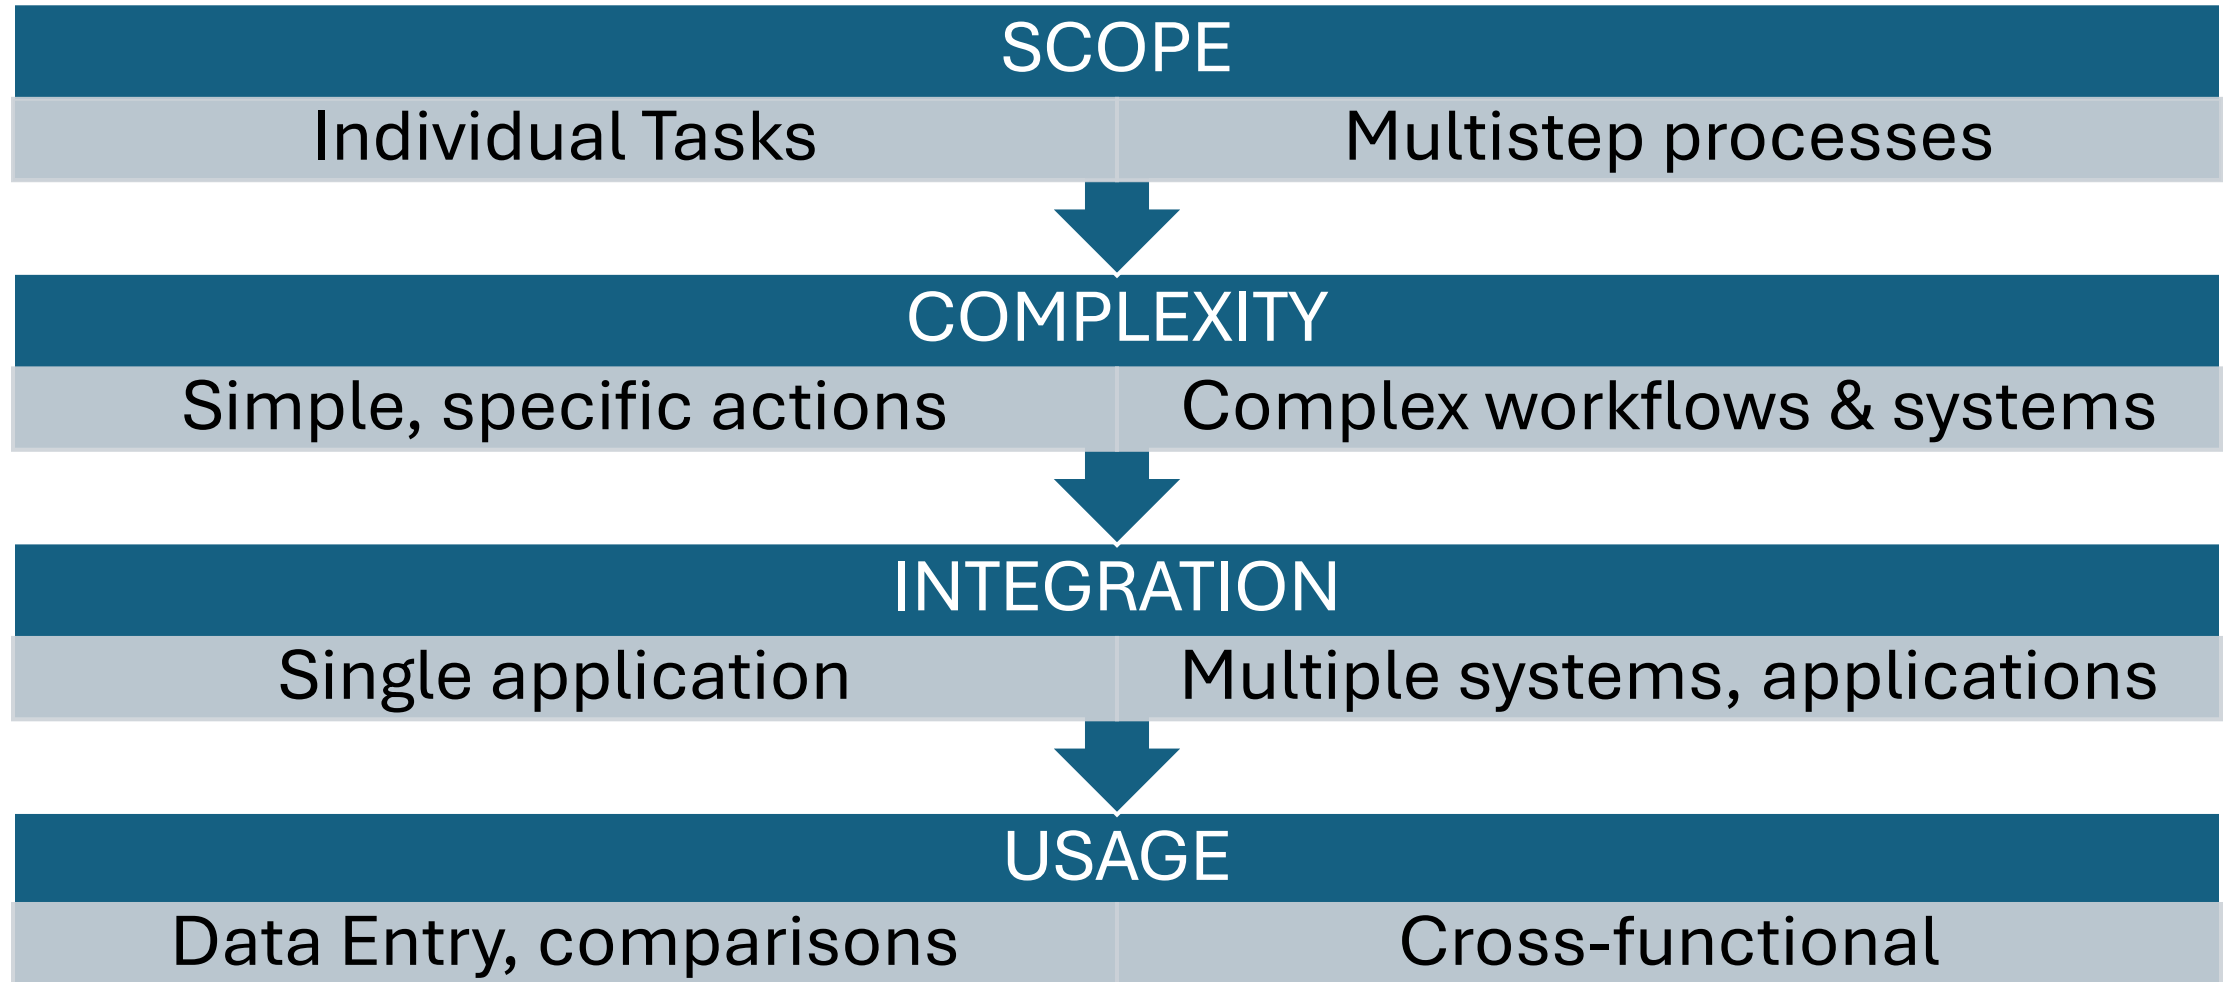 SCOPE
Individual Tasks
Multistep processes
COMPLEXITY
Simple, specific actions
Complex workflows & systems
INTEGRATION
Single application
Multiple systems, applications
USAGE
Data Entry, comparisons
Cross-functional